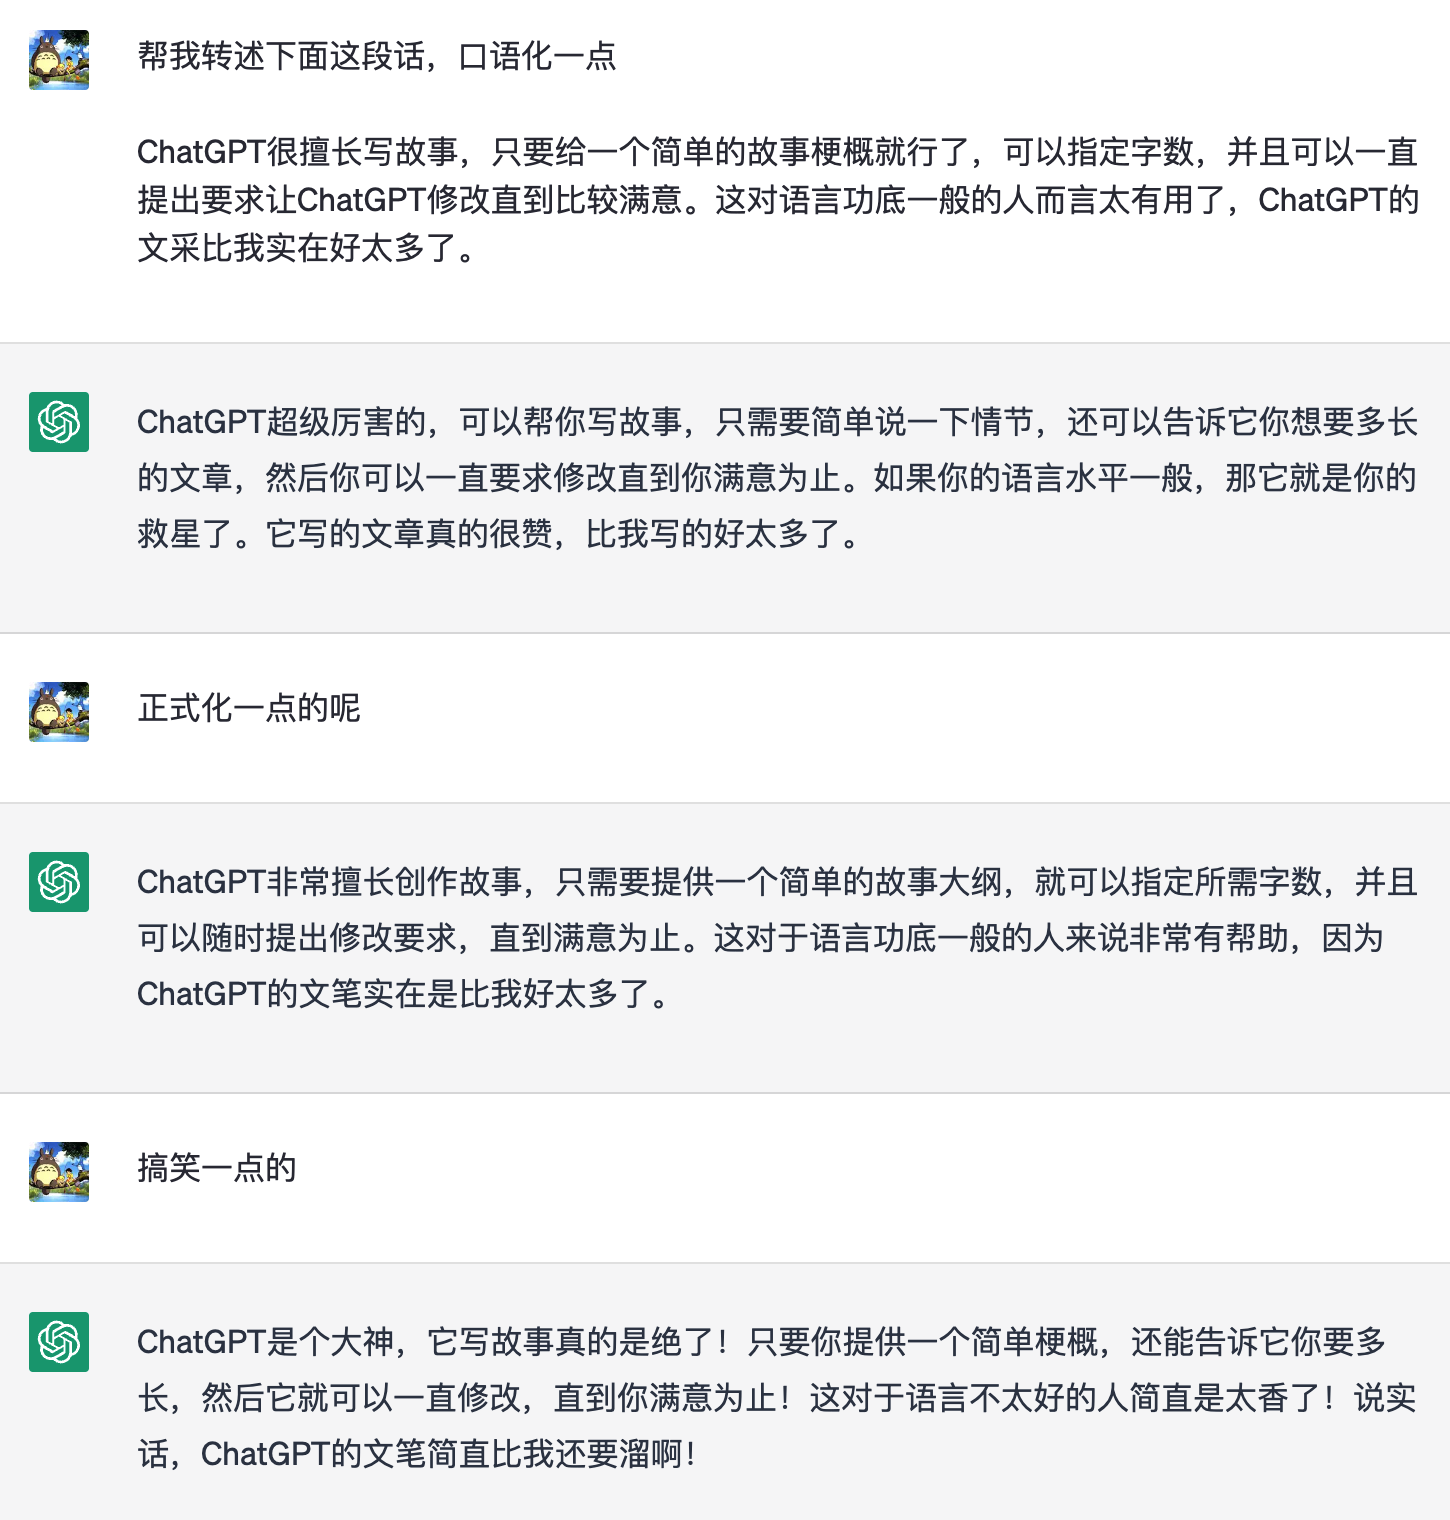 帮我转述下面这段话，口语化一点
ChatGPT很擅长写故事，只要给一个简单的故事梗概就行了，可以指定字数，并且可以一直
提出要求让ChatGPT修改直到比较满意。这对语言功底一般的人而言太有用了，ChatGPT的
文采比我实在好太多了。
ChatGPT超级厉害的，可以帮你写故事，只需要简单说一下情节，还可以告诉它你想要多长
的文章，然后你可以一直要求修改直到你满意为止。如果你的语言水平一般，那它就是你的
救星了。它写的文章真的很赞，比我写的好太多了。
正式化一点的呢
ChatGPT非常擅长创作故事，只需要提供一个简单的故事大纲，就可以指定所需字数，并且
可以随时提出修改要求，直到满意为止。这对于语言功底一般的人来说非常有帮助，因为
ChatGPT的文笔实在是比我好太多了。
搞笑一点的
ChatGPT是个大神，它写故事真的是绝了！只要你提供一个简单梗概，还能告诉它你要多
长，然后它就可以一直修改，直到你满意为止！这对于语言不太好的人简直是太香了！说实
话，ChatGPT的文笔简直比我还要溜啊！